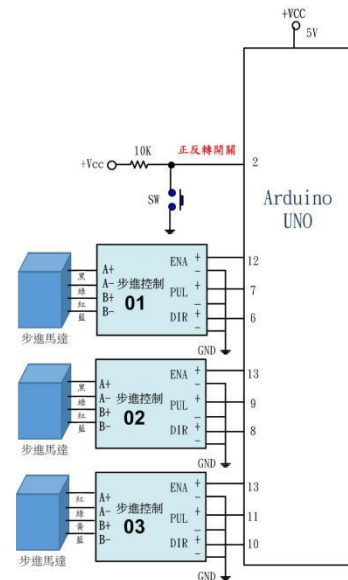 +VCC
5V
10K
正反轉開關
2
+Vcc
SW
Arduino
UNO
ENA + 12
-
黑 A+
綠 A- 步進控制 PUL + 7
紅 B+ 01 -
藍 B- DIR + 6
-
步進馬達
GND
ENA + 13
-
黑 A+
綠 A- 步進控制 PUL + 9
紅 B+ 02 -
藍 B- DIR + 8
-
步進馬達
GND
ENA + 13
-
紅 A+
綠 A- 步進控制 PUL + 11
黃 B+ 03 -
藍 B- DIR + 10
-
步進馬達
GND